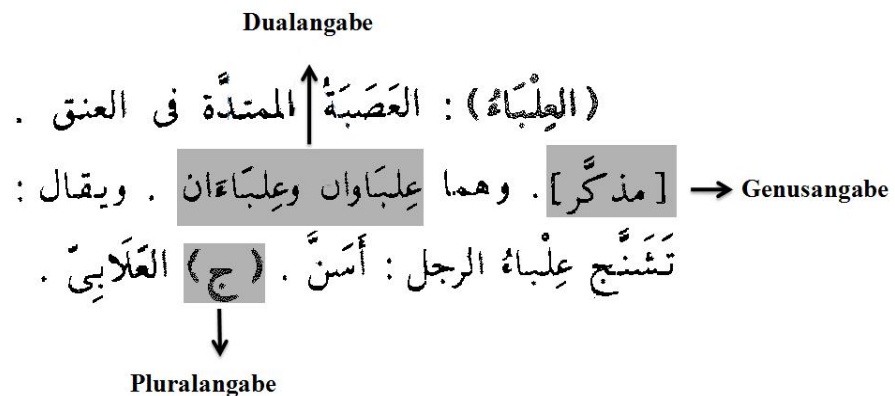 Dualangabe
(العِلْبَاءُ) : العَصَبَةُ الممتدَّة فى العنق .
[مذكَّر] . وهما عِلبَاوان وعِلبَاءَان . ويقال :
Genusangabe
تَشَنَّج عِلْباءُ الرجل : أَسَنَّ . (ج) العَلَابِىّ .
Pluralangabe